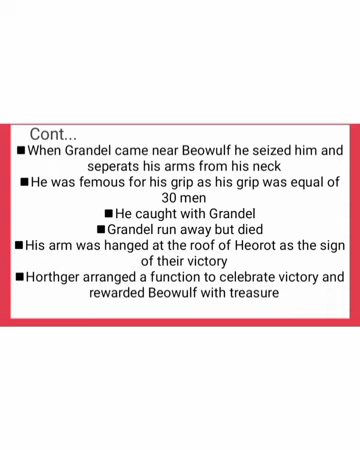 Cont...
■When Grandel came near Beowulf he seized him and
seperats his arms from his neck
■He was femous for his grip as his grip was equal of
30 men
■He caught with Grandel
■Grandel run away but died
■His arm was hanged at the roof of Heorot as the sign
of their victory
■Horthger arranged a function to celebrate victory and
rewarded Beowulf with treasure